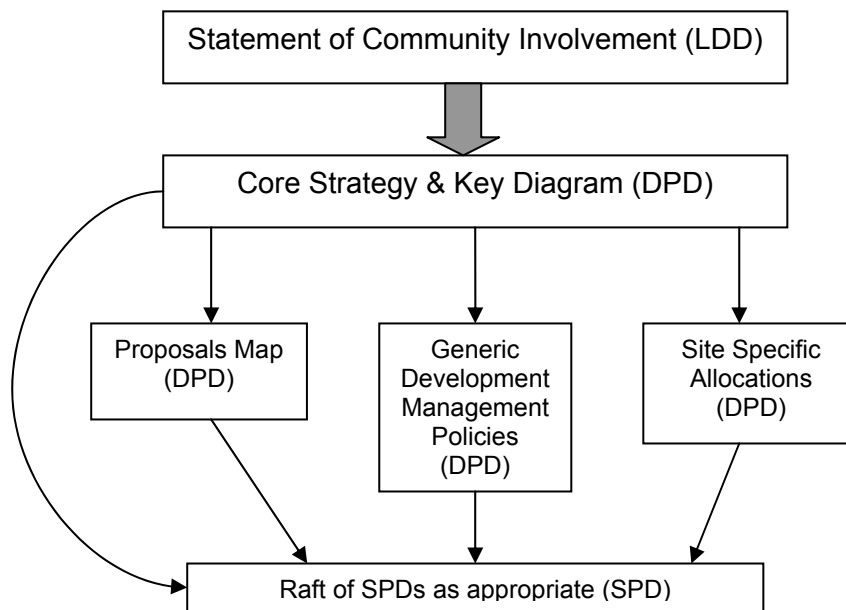 Statement of Community Involvement (LDD)
Core Strategy & Key Diagram (DPD)
Proposals Map
(DPD)
Generic
Development
Management
Policies
(DPD)
Site Specific
Allocations
(DPD)
Raft of SPDs as appropriate (SPD)